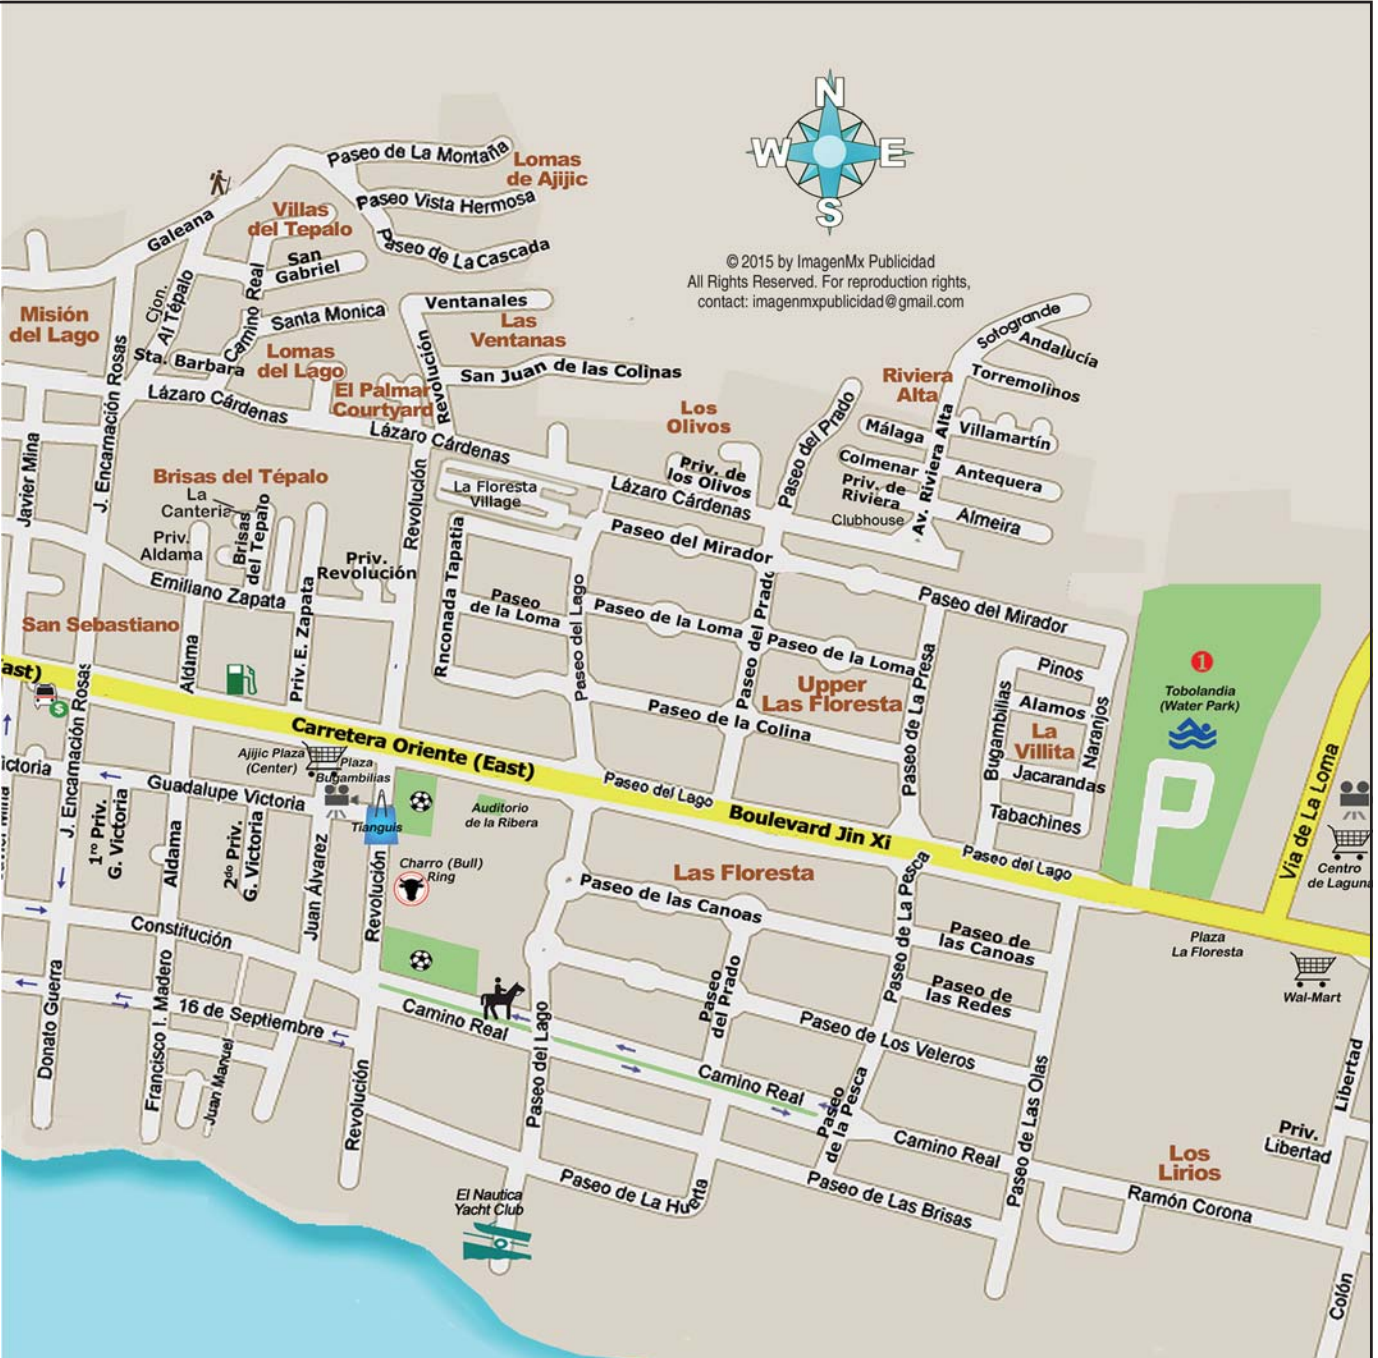 N
W
E
S
© 2015 by ImagenMx Publicidad
All Rights Reserved. For reproduction rights,
contact: imagenmxpublicidad@gmail.com
Paseo de La Montaña
Lomas
de Ajijic
Paseo Vista Hermosa
Galeana
Villas
del Tepalo
Paseo de La Cascada
San
Gabriel
Cjon.
Al Tépalo
Camino Real
Santa Monica
Ventanales
Las
Ventanas
Misión
del Lago
Sta. Barbara
Lomas
del Lago
Revolución
San Juan de las Colinas
El Palmar
Courtyard
J. Encarnación Rosas
Lázaro Cárdenas
Lázaro Cárdenas
Lázaro Cárdenas
Sotogrande
Andalucía
Torremolinos
Riviera
Alta
Málaga
Av. Riviera Alta
Villamartín
Colmenar
Antequera
Priv. de
Riviera
Clubhouse
Almeira
Los
Olivos
Priv. de
los Olivos
Paseo del Prado
Javier Mina
Brisas del Tépalo
La
Canteria
Priv.
Aldama
Brisas
del Tepalo
Emiliano Zapata
Priv. E. Zapata
Priv.
Revolución
Revolución
La Floresta
Village
Rnconada Tapatia
Paseo
de la Loma
Paseo del Lago
Paseo del Mirador
Paseo de la Loma
Paseo del Prado
Paseo de la Loma
Paseo del Mirador
Upper
Las Floresta
Paseo de la Colina
Paseo de La Presa
Pinos
Alamos
Bugambilias
Naranjos
La
Villita
Jacarandas
Tabachines
1
Tobolandia
(Water Park)
San Sebastiano
Aldama
ast)
$
J. Encarnación Rosas
Carretera Oriente (East)
Paseo del Lago
Boulevard Jin Xi
Paseo del Lago
Via de La Loma
Centro
de Laguna
Plaza
La Floresta
Wal-Mart
Ajijic Plaza
(Center)
Plaza
Bugambilias
Tianguis
Auditorio
de la Ribera
Charro (Bull)
Ring
ictoria
Guadalupe Victoria
1ro Priv.
G. Victoria
Aldama
2do Priv.
G. Victoria
Juan Álvarez
Revolución
Constitución
Donato Guerra
Francisco I. Madero
16 de Septiembre
Juan Manuel
Revolución
Las Floresta
Paseo de las Canoas
Paseo de La Pesca
Paseo de
las Canoas
Paseo de
las Redes
Paseo
del Prado
Paseo de Los Veleros
Camino Real
Paseo del Lago
Camino Real
Paseo
de la Pesca
Camino Real
Paseo de Las Olas
Paseo de La Huerta
Paseo de Las Brisas
El Nautica
Yacht Club
Los
Lirios
Ramón Corona
Priv.
Libertad
Libertad
Colón